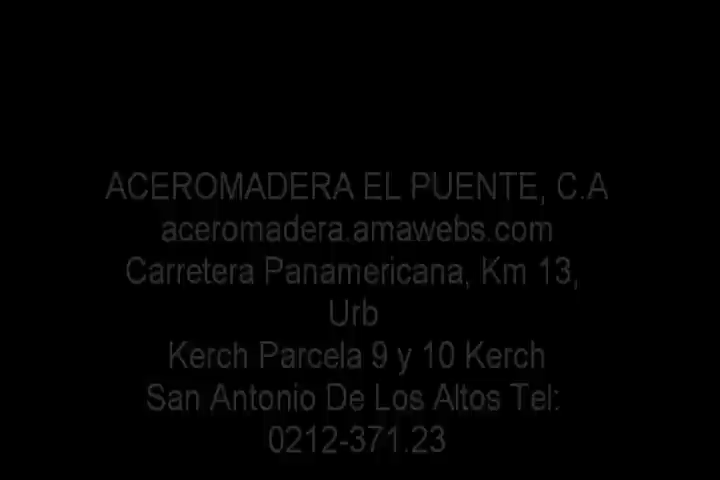 ACEROMADERA EL PUENTE, C.A
aceromadera.amawebs.com
Carretera Panamericana, Km 13,
Urb
Kerch Parcela 9 y 10 Kerch
San Antonio De Los Altos Tel:
0212-371.23